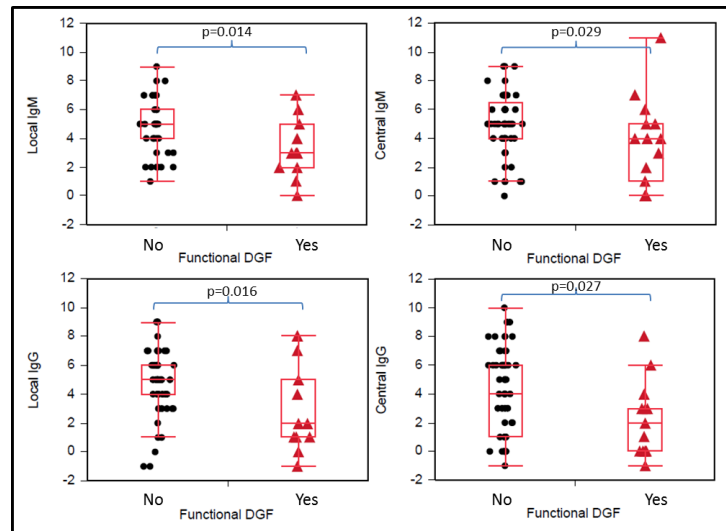 p=0.014
12
10
8
6
4
2
0
-2
Local IgM
No
Yes
Functional DGF
p=0.029
12
10
8
6
4
2
0
-2
Central IgM
No
Yes
Functional DGF
p=0.016
12
10
8
6
4
2
0
-2
Local IgG
No
Yes
Functional DGF
p=0.027
12
10
8
6
4
2
0
-2
Central IgG
No
Yes
Functional DGF